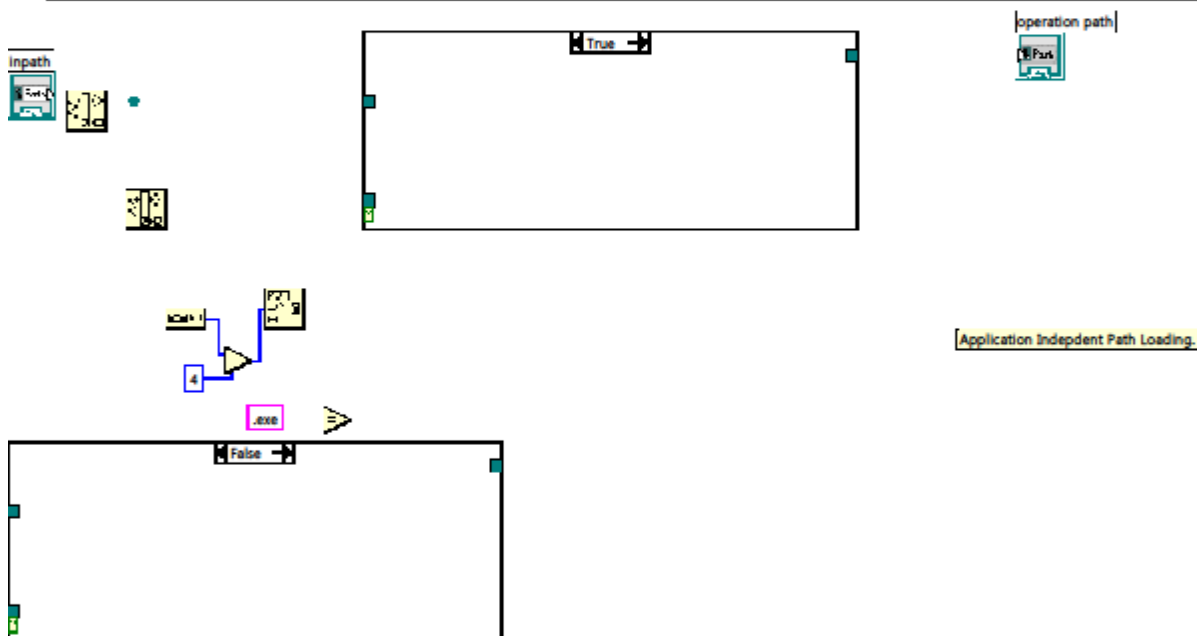 operation path
True
inpath
Application Indepdent Path Loading.
4
.exe
False